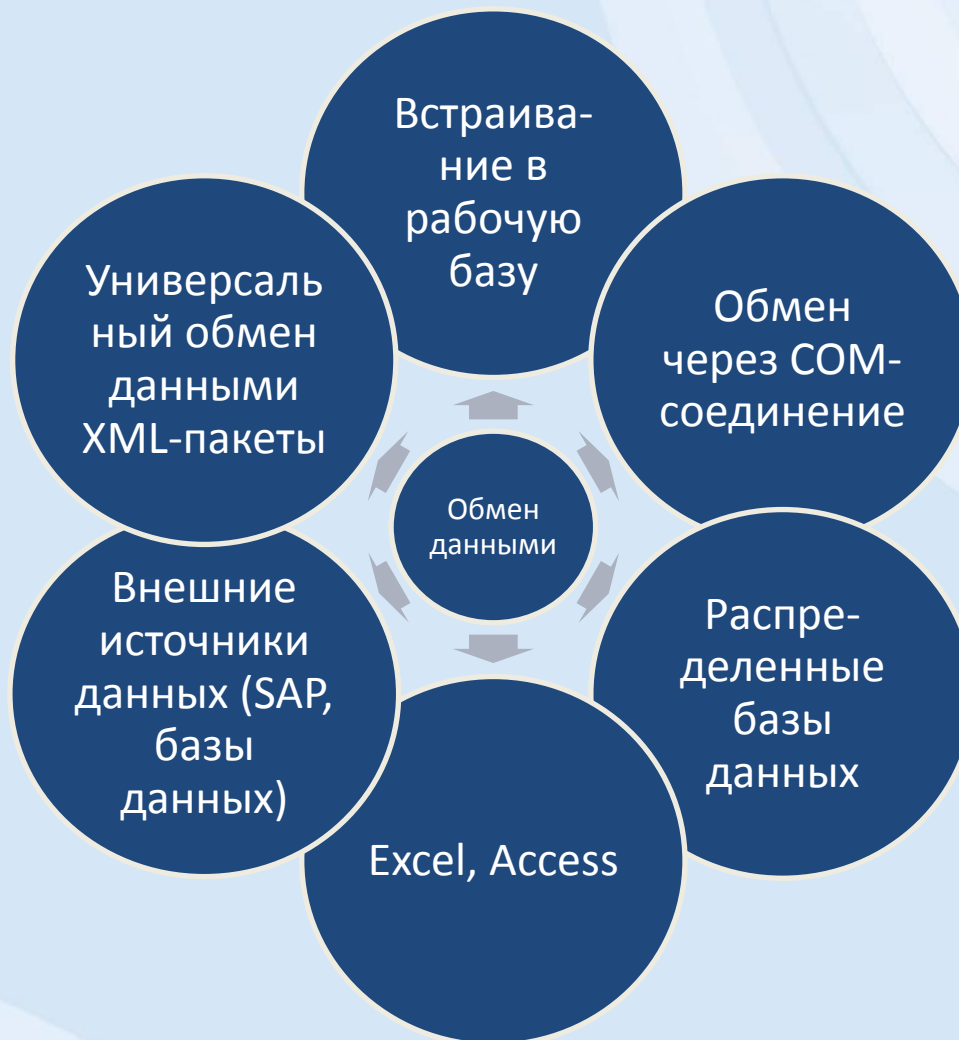 Встраива-
ние в
рабочую
базу
Обмен
через COM-
соединение
Распре-
деленные
базы
данных
Excel, Access
Внешние
источники
данных (SAP,
базы
данных)
Универсаль
ный обмен
данными
XML-пакеты
Обмен
данными